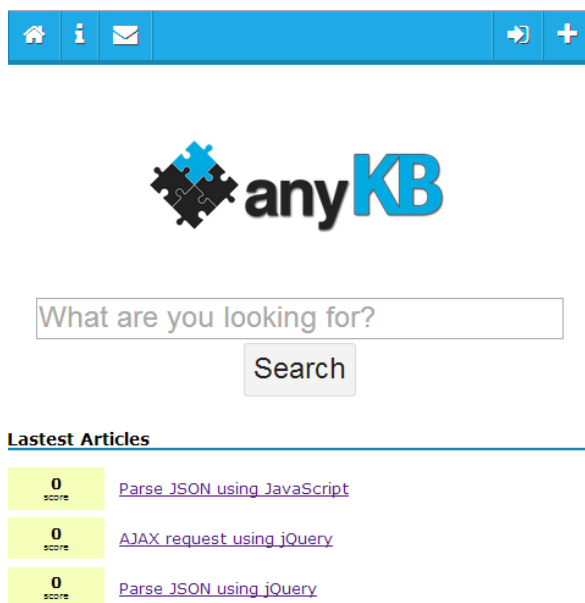 anyKB
What are you looking for?
Search
Lastest Articles
0
score
Parse JSON using JavaScript
0
score
AJAX request using jQuery
0
score
Parse JSON using jQuery